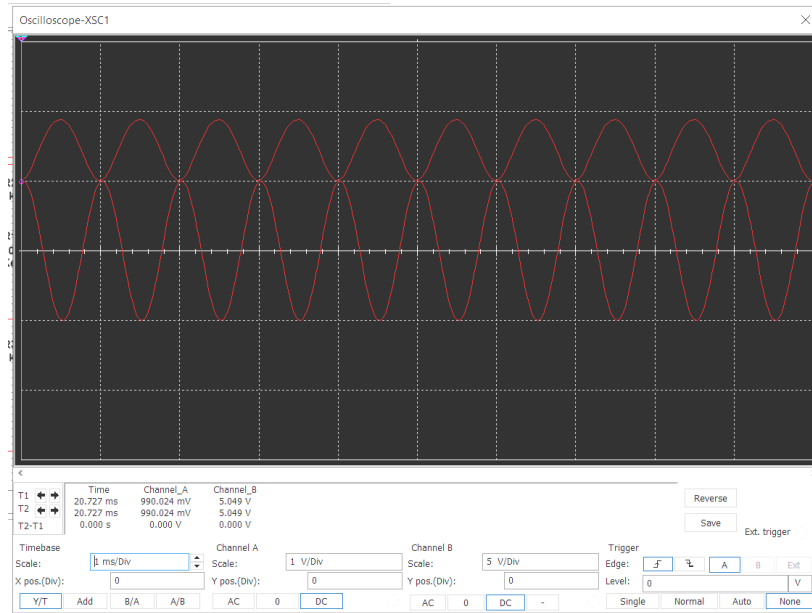 Oscilloscope-XSC1
Time Channel_A Channel_B
T1 20.727 ms 990.024 mV 5.049 V
T2 20.727 ms 990.024 mV 5.049 V
T2-T1 0.000 s 0.000 V 0.000 V
Reverse
Save
Ext. trigger
Timebase Channel A Channel B Trigger
Scale: 1 ms/Div Scale: 1 V/Div Scale: 5 V/Div Edge: A B Ext
X pos.(Div): 0 Y pos.(Div): 0 Y pos.(Div): 0 Level: 0 V
Y/T Add B/A A/B AC 0 DC AC 0 DC - Single Normal Auto None